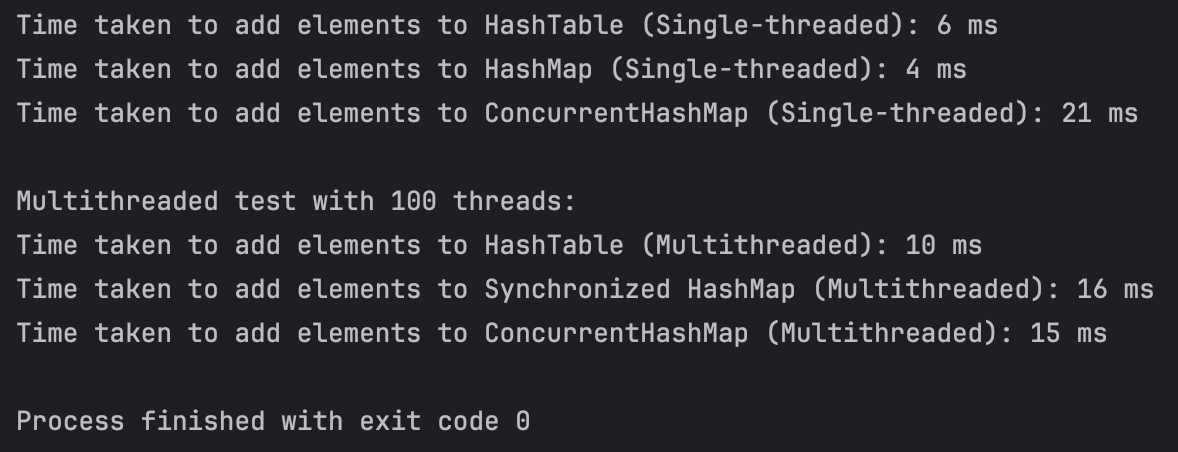 Time taken to add elements to HashTable (Single-threaded): 6 ms
Time taken to add elements to HashMap (Single-threaded): 4 ms
Time taken to add elements to ConcurrentHashMap (Single-threaded): 21 ms
Multithreaded test with 100 threads:
Time taken to add elements to HashTable (Multithreaded): 10 ms
Time taken to add elements to Synchronized HashMap (Multithreaded): 16 ms
Time taken to add elements to ConcurrentHashMap (Multithreaded): 15 ms
Process finished with exit code 0